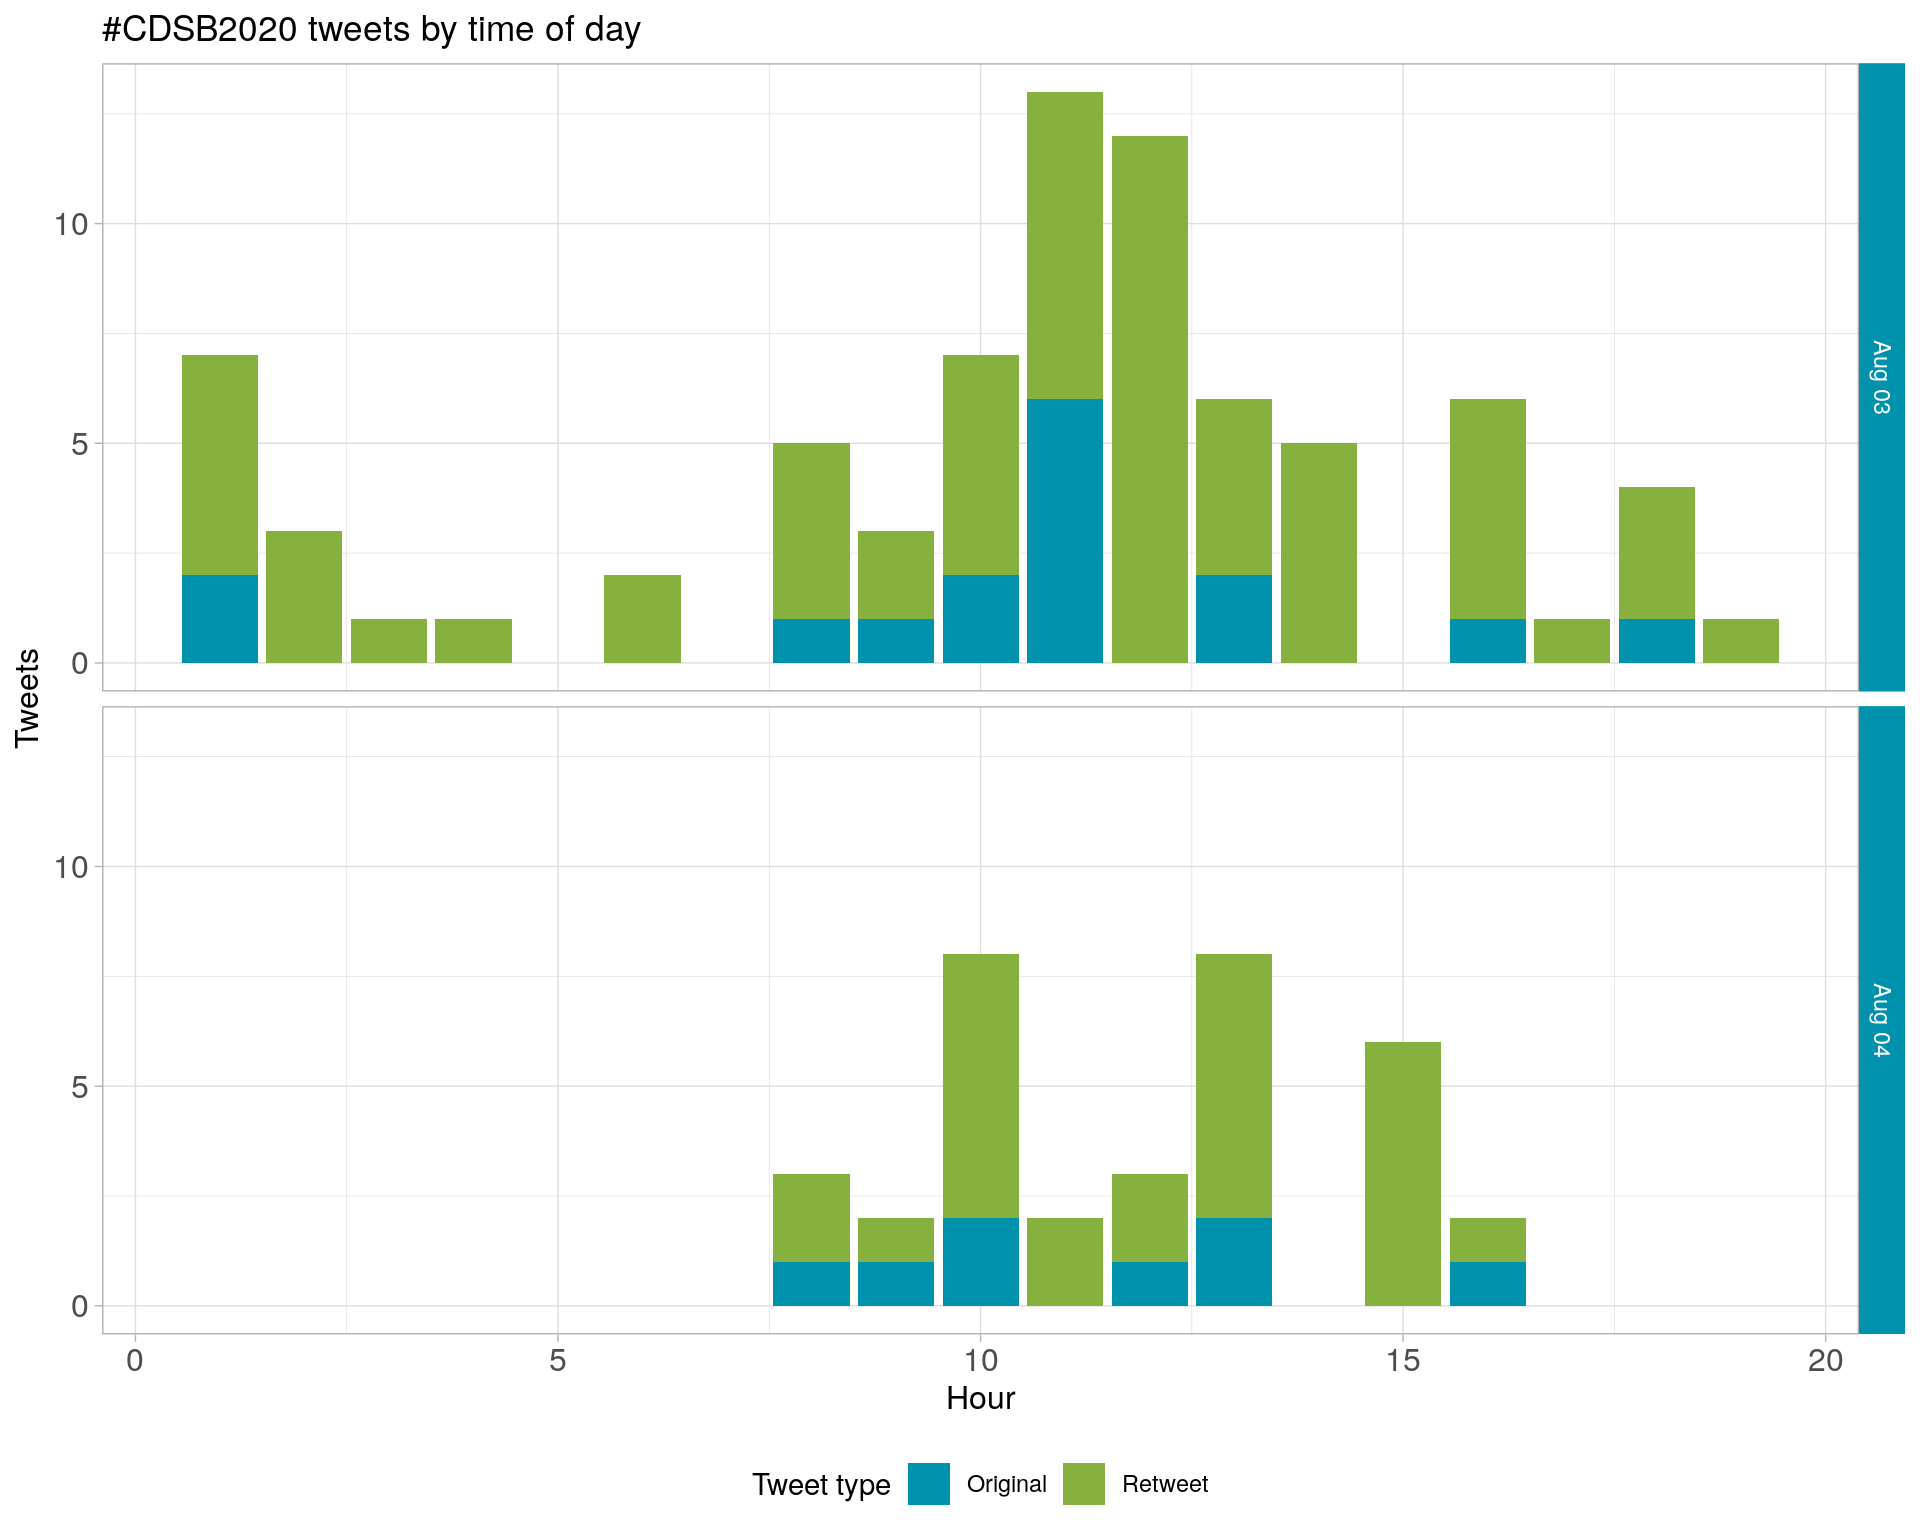 #CDSB2020 tweets by time of day
Tweets
10
5
0
Aug 03
10
5
0
Aug 04
0 5 10 15 20
Hour
Tweet type Original Retweet